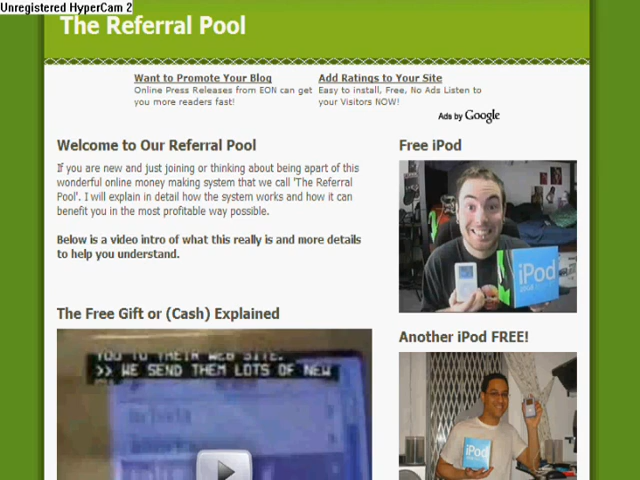 Unregistered HyperCam 2
The Referral Pool
Want to Promote Your Blog
Online Press Releases from EON can get
you more readers fast!
Add Ratings to Your Site
Easy to install, Free, No Ads Listen to
your Visitors NOW!
Ads by Google
Welcome to Our Referral Pool
If you are new and just joining or thinking about being apart of this
wonderful online money making system that we call 'The Referral
Pool'. I will explain in detail how the system works and how it can
benefit you in the most profitable way possible.
Below is a video intro of what this really is and more details
to help you understand.
Free iPod
iPod
The Free Gift or (Cash) Explained
YOU TO THEIR WEB SITE.
>> WE SEND THEM LOTS OF NEW
Another iPod FREE!
iPod